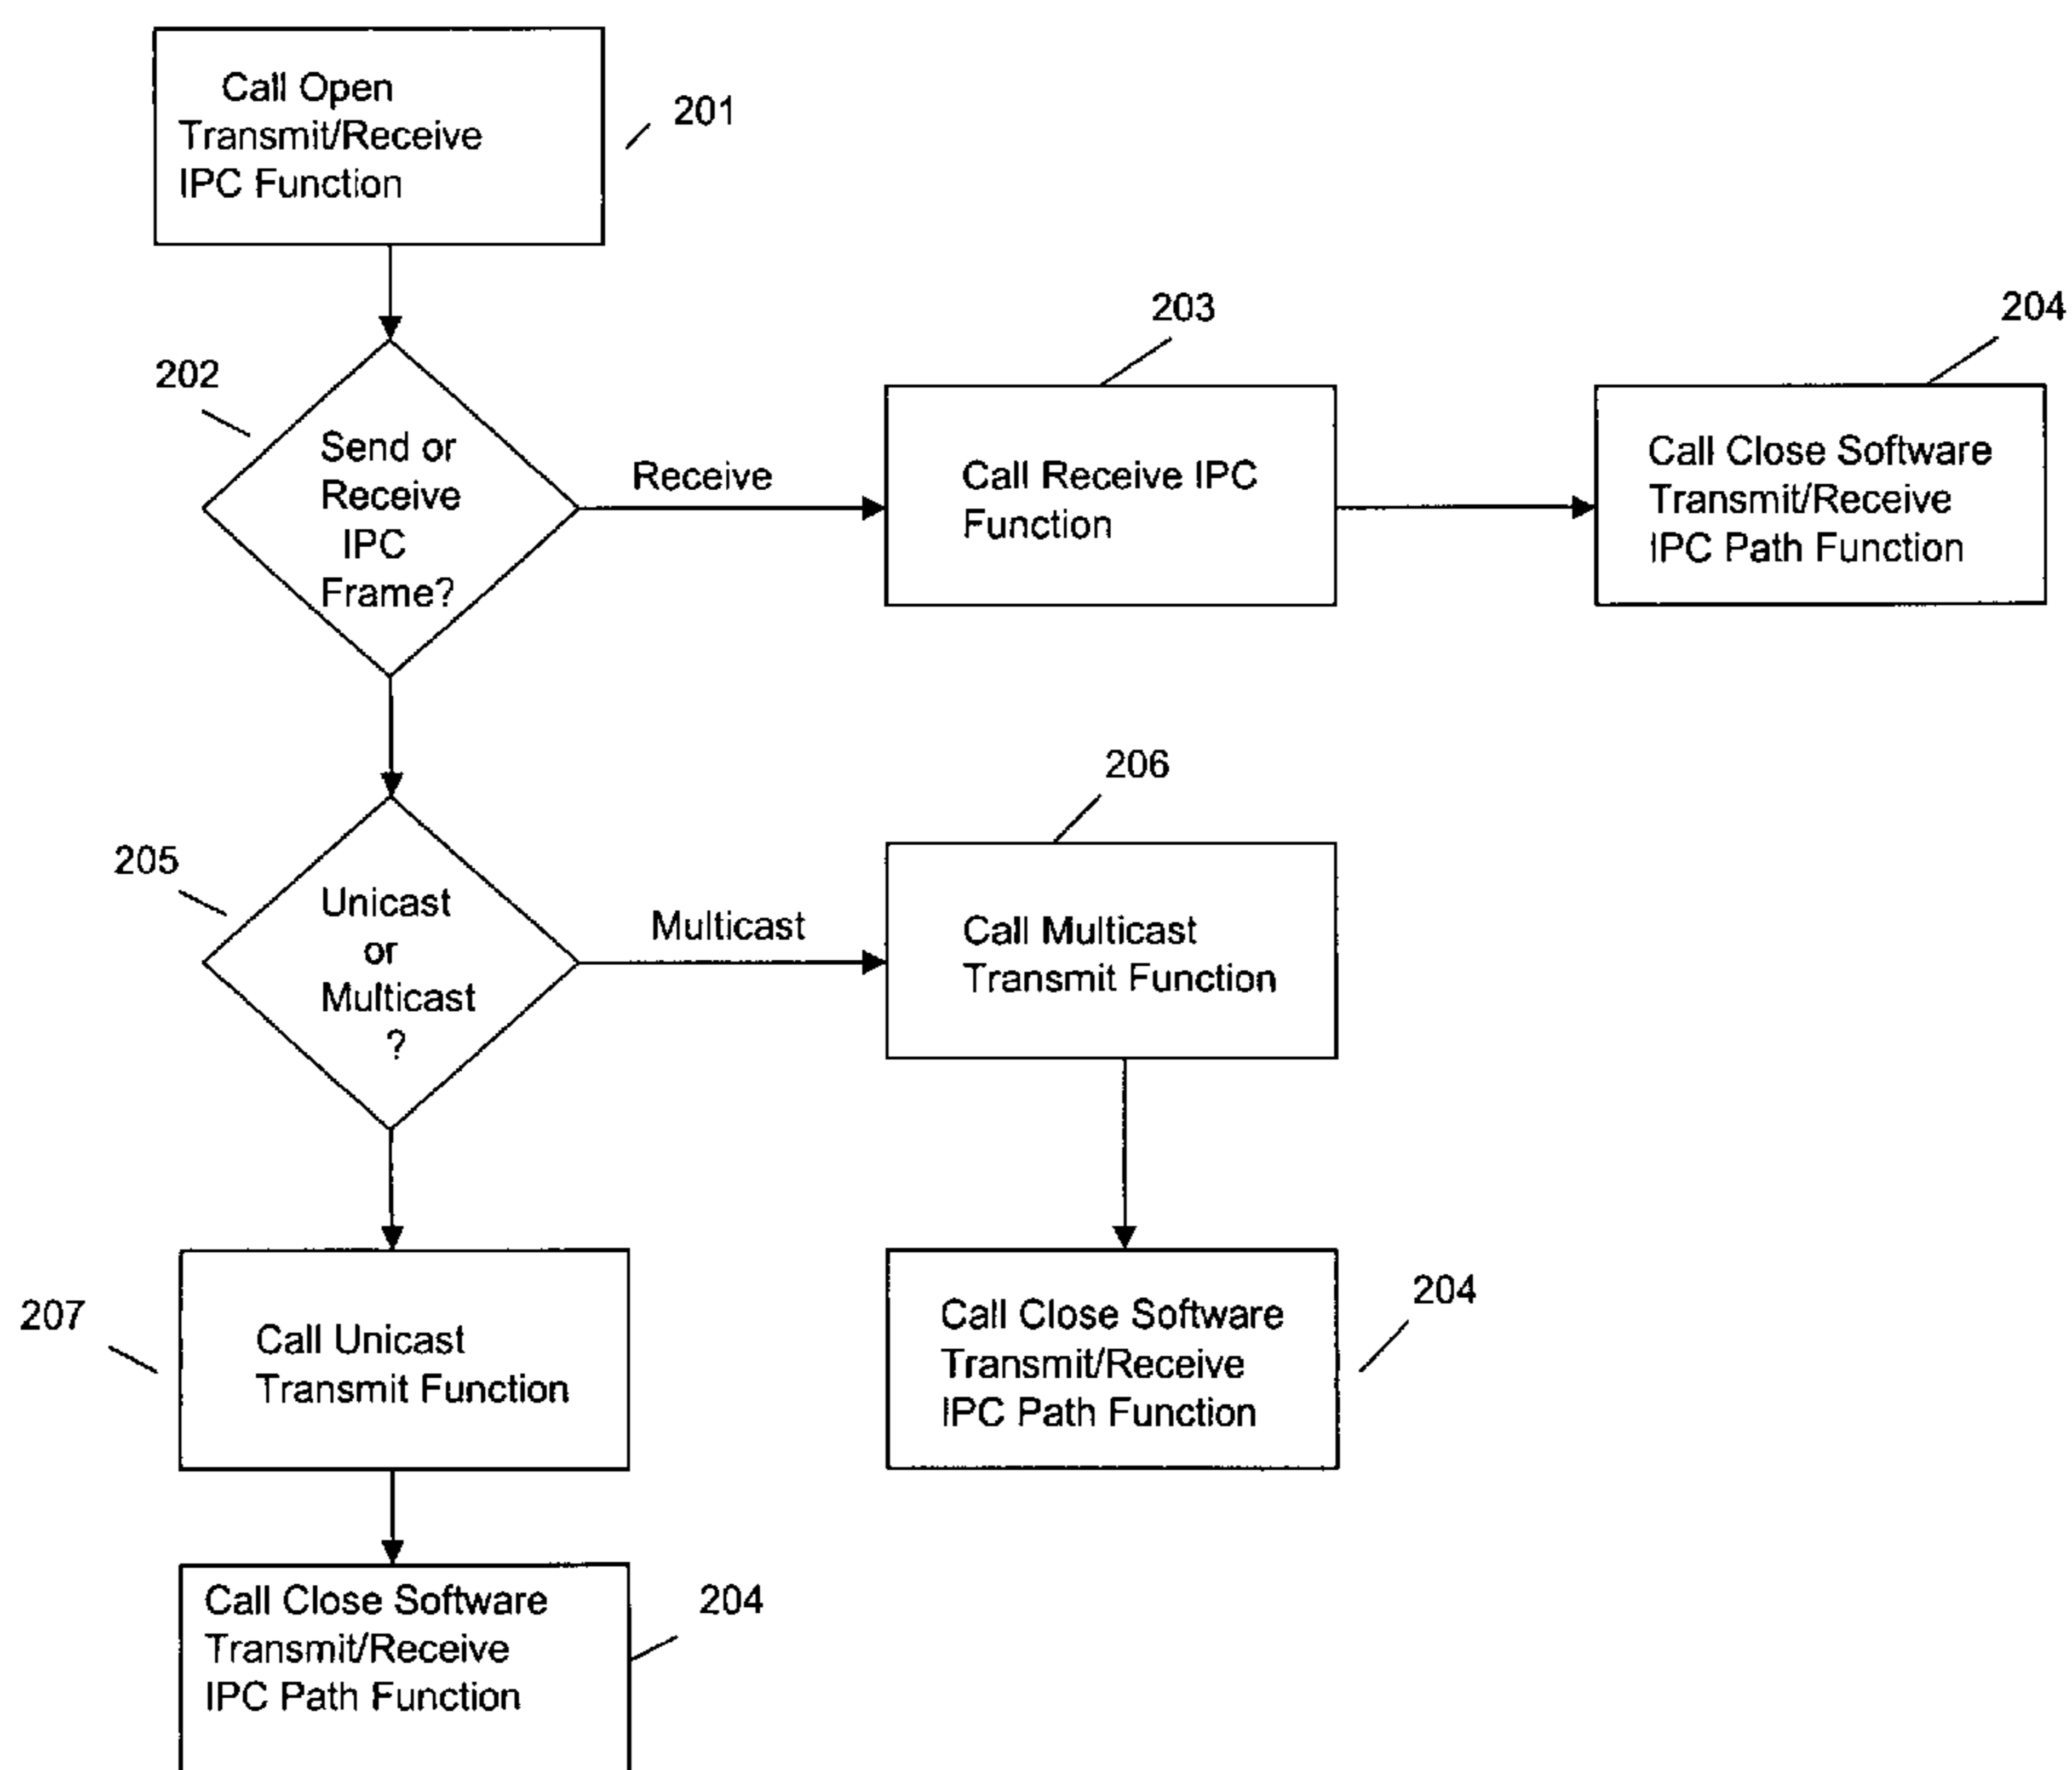 Call Open
Transmit/Receive
IPC Function
201
202
Send or
Receive
IPC
Frame?
Receive
203
Call Receive IPC
Function
204
Call Close Software
Transmit/Receive
IPC Path Function
205
Unicast
or
Multicast
?
Multicast
206
Call Multicast
Transmit Function
207
Call Unicast
Transmit Function
Call Close Software
Transmit/Receive
IPC Path Function
204
Call Close Software
Transmit/Receive
IPC Path Function
204